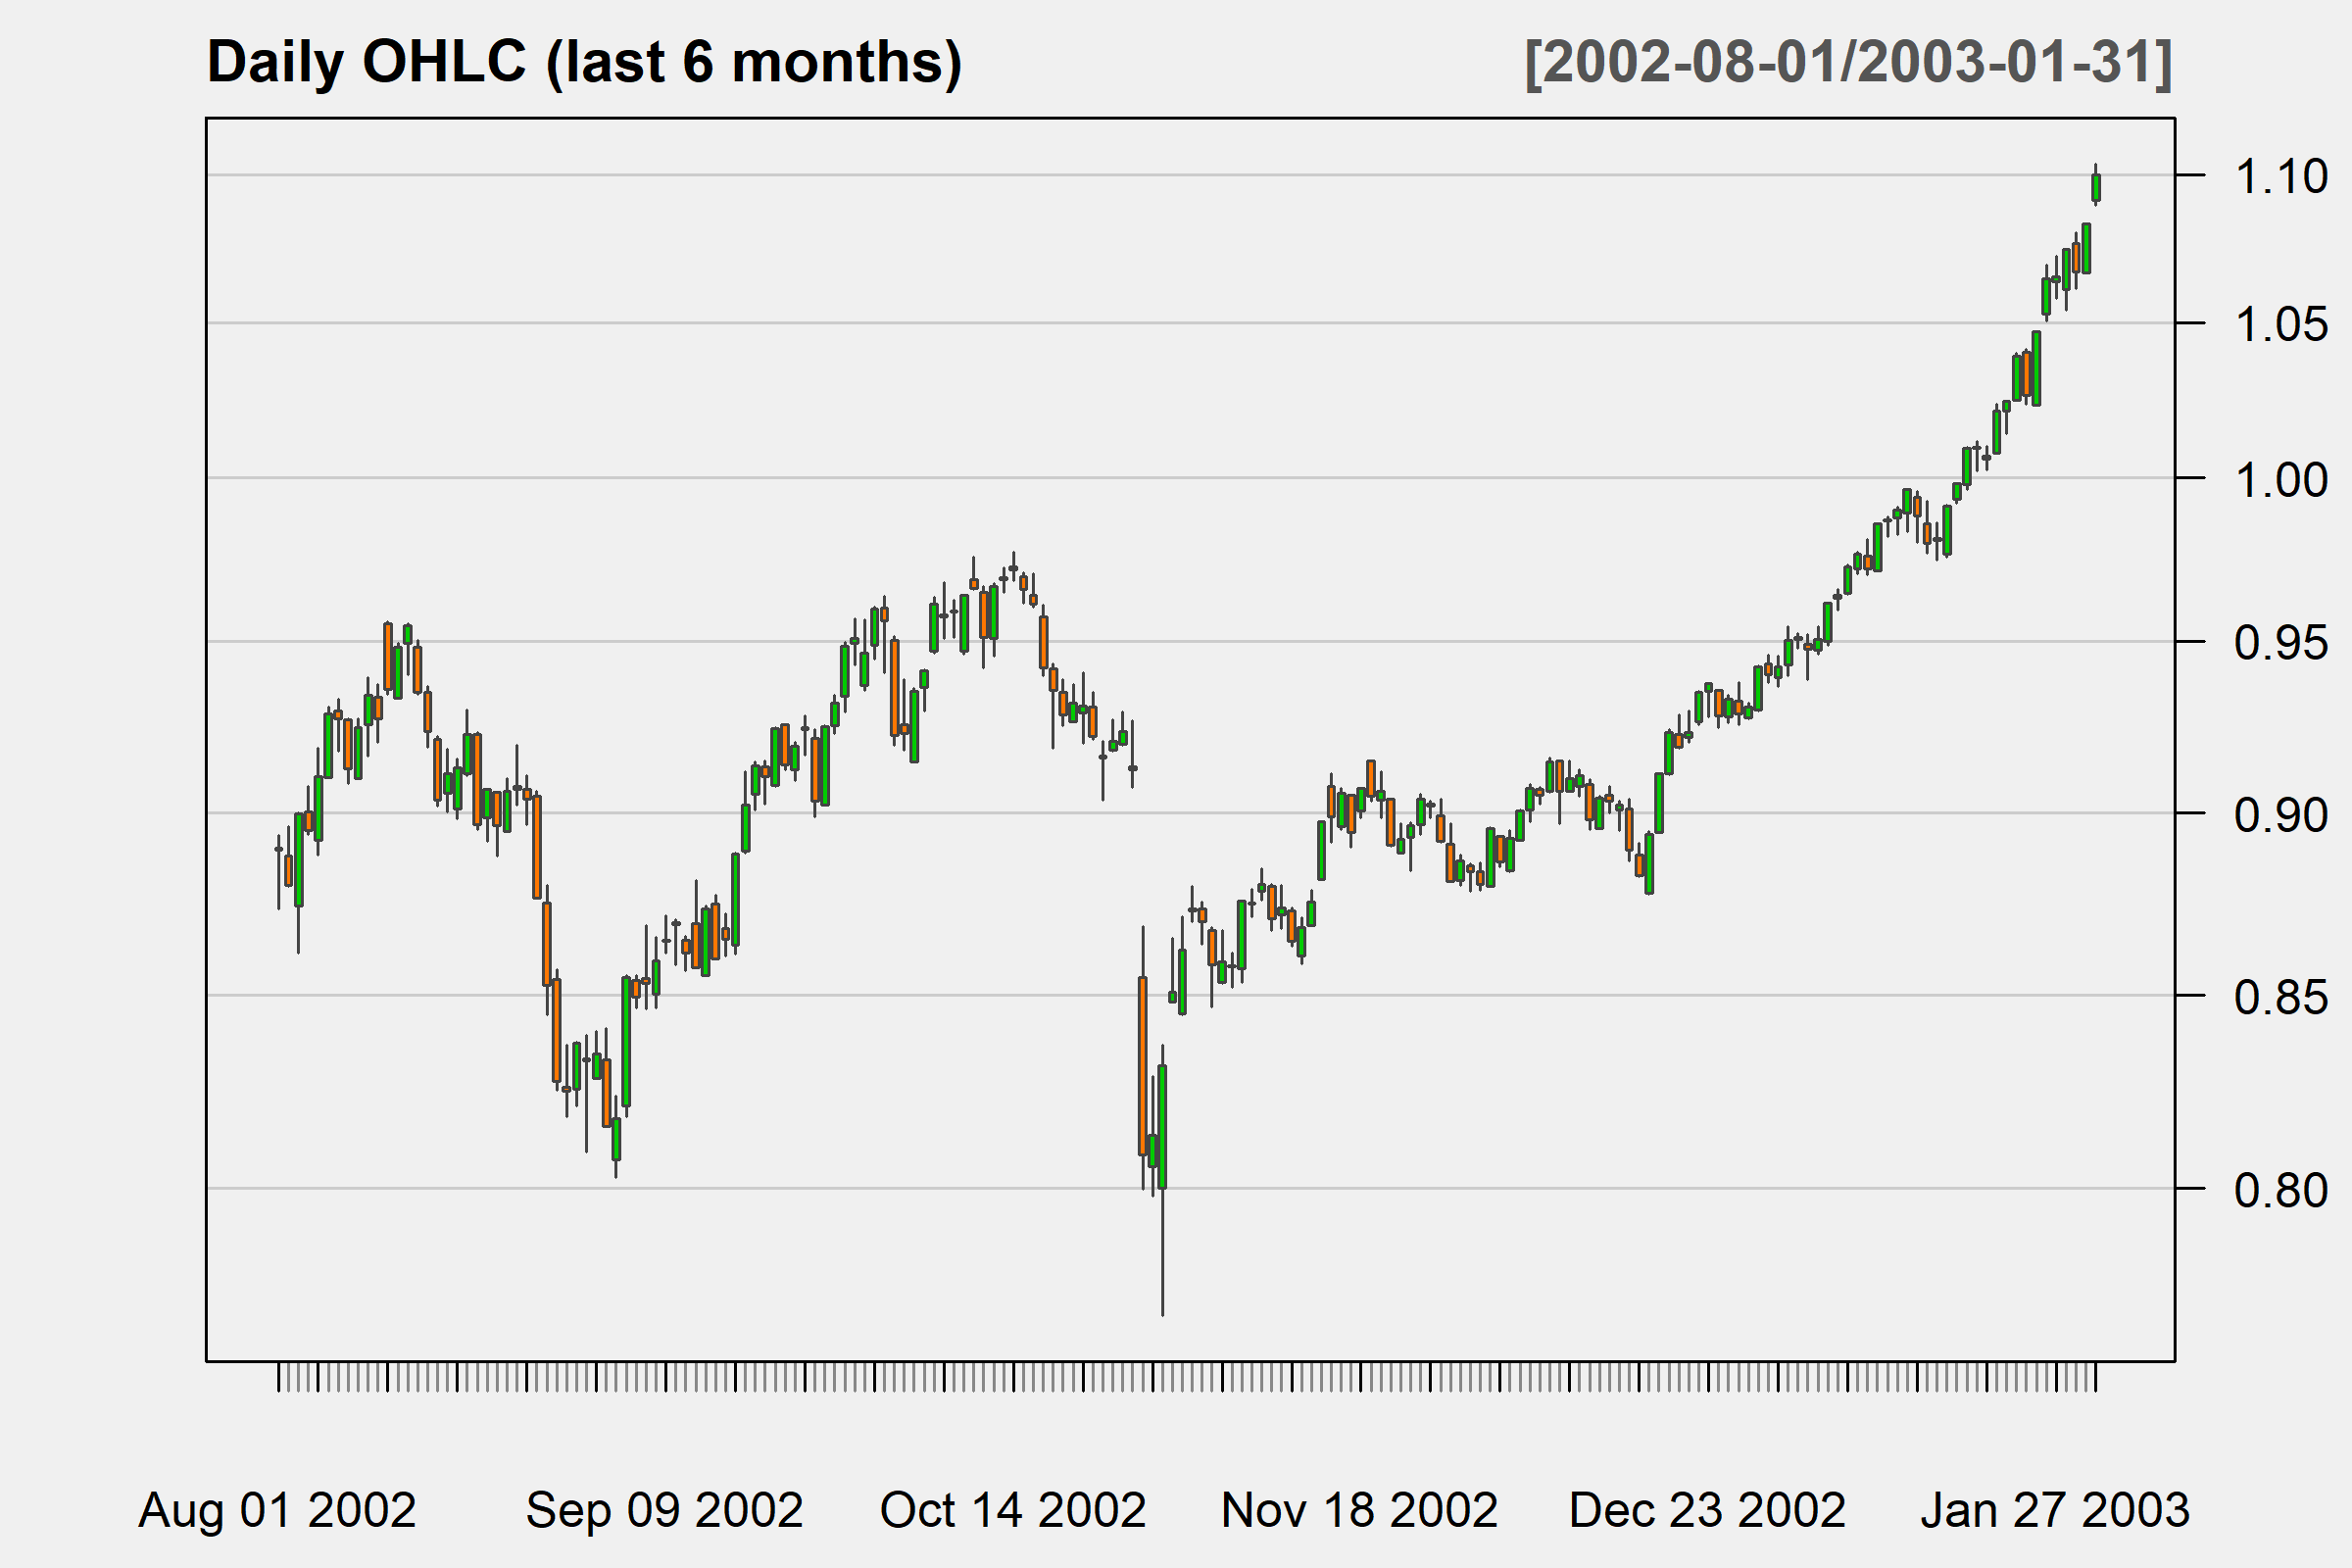 Daily OHLC (last 6 months)
[2002-08-01/2003-01-31]
1.10
1.05
1.00
0.95
0.90
0.85
0.80
Aug 01 2002
Sep 09 2002
Oct 14 2002
Nov 18 2002
Dec 23 2002
Jan 27 2003